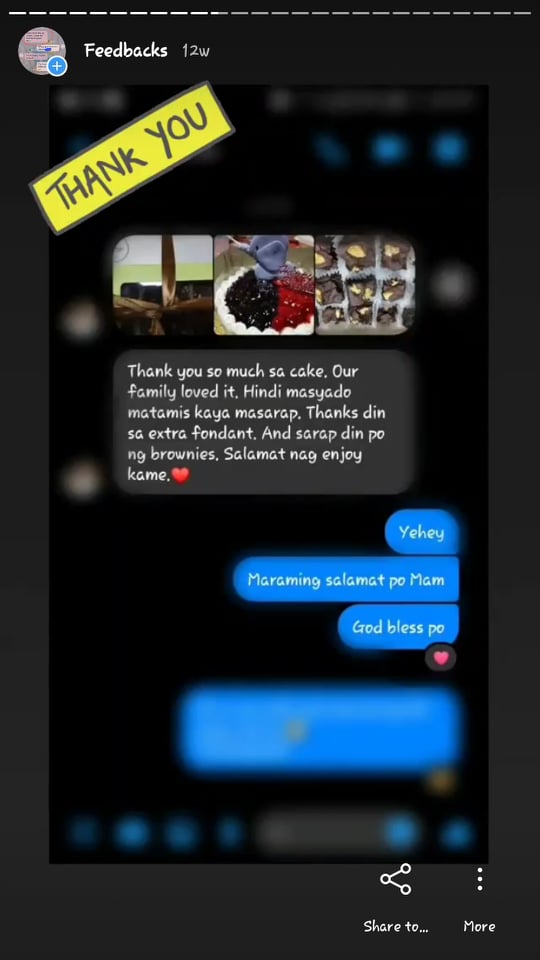 Feedbacks 12w
THANK YOU
Thank you so much sa cake. Our
family loved it. Hindi masyado
matamis kaya masarap. Thanks din
sa extra fondant. And sarap din po
ng brownies. Salamat nag enjoy
kame.❤️
Yehey
Maraming salamat po Mam
God bless po
Share to...
More